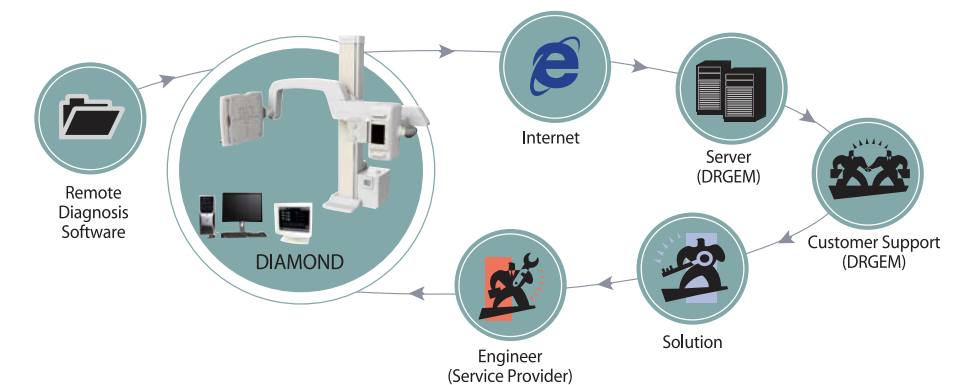 Remote
Diagnosis
Software
DIAMOND
Internet
Server
(DRGEM)
Customer Support
(DRGEM)
Solution
Engineer
(Service Provider)